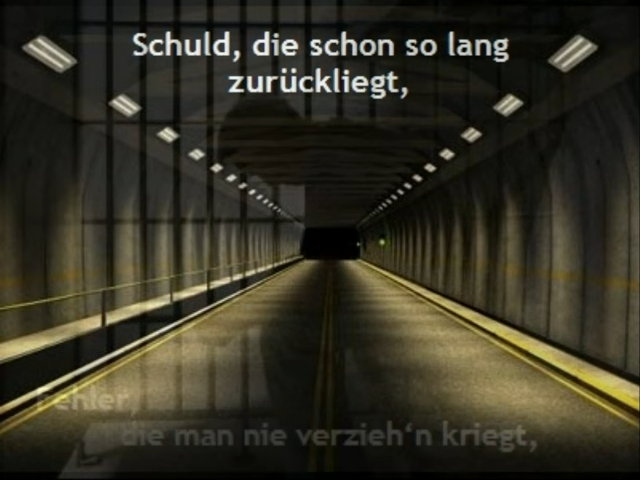 Schuld, die schon so lang
zurückliegt,
Fehler,
die man nie verzieh‘n kriegt,